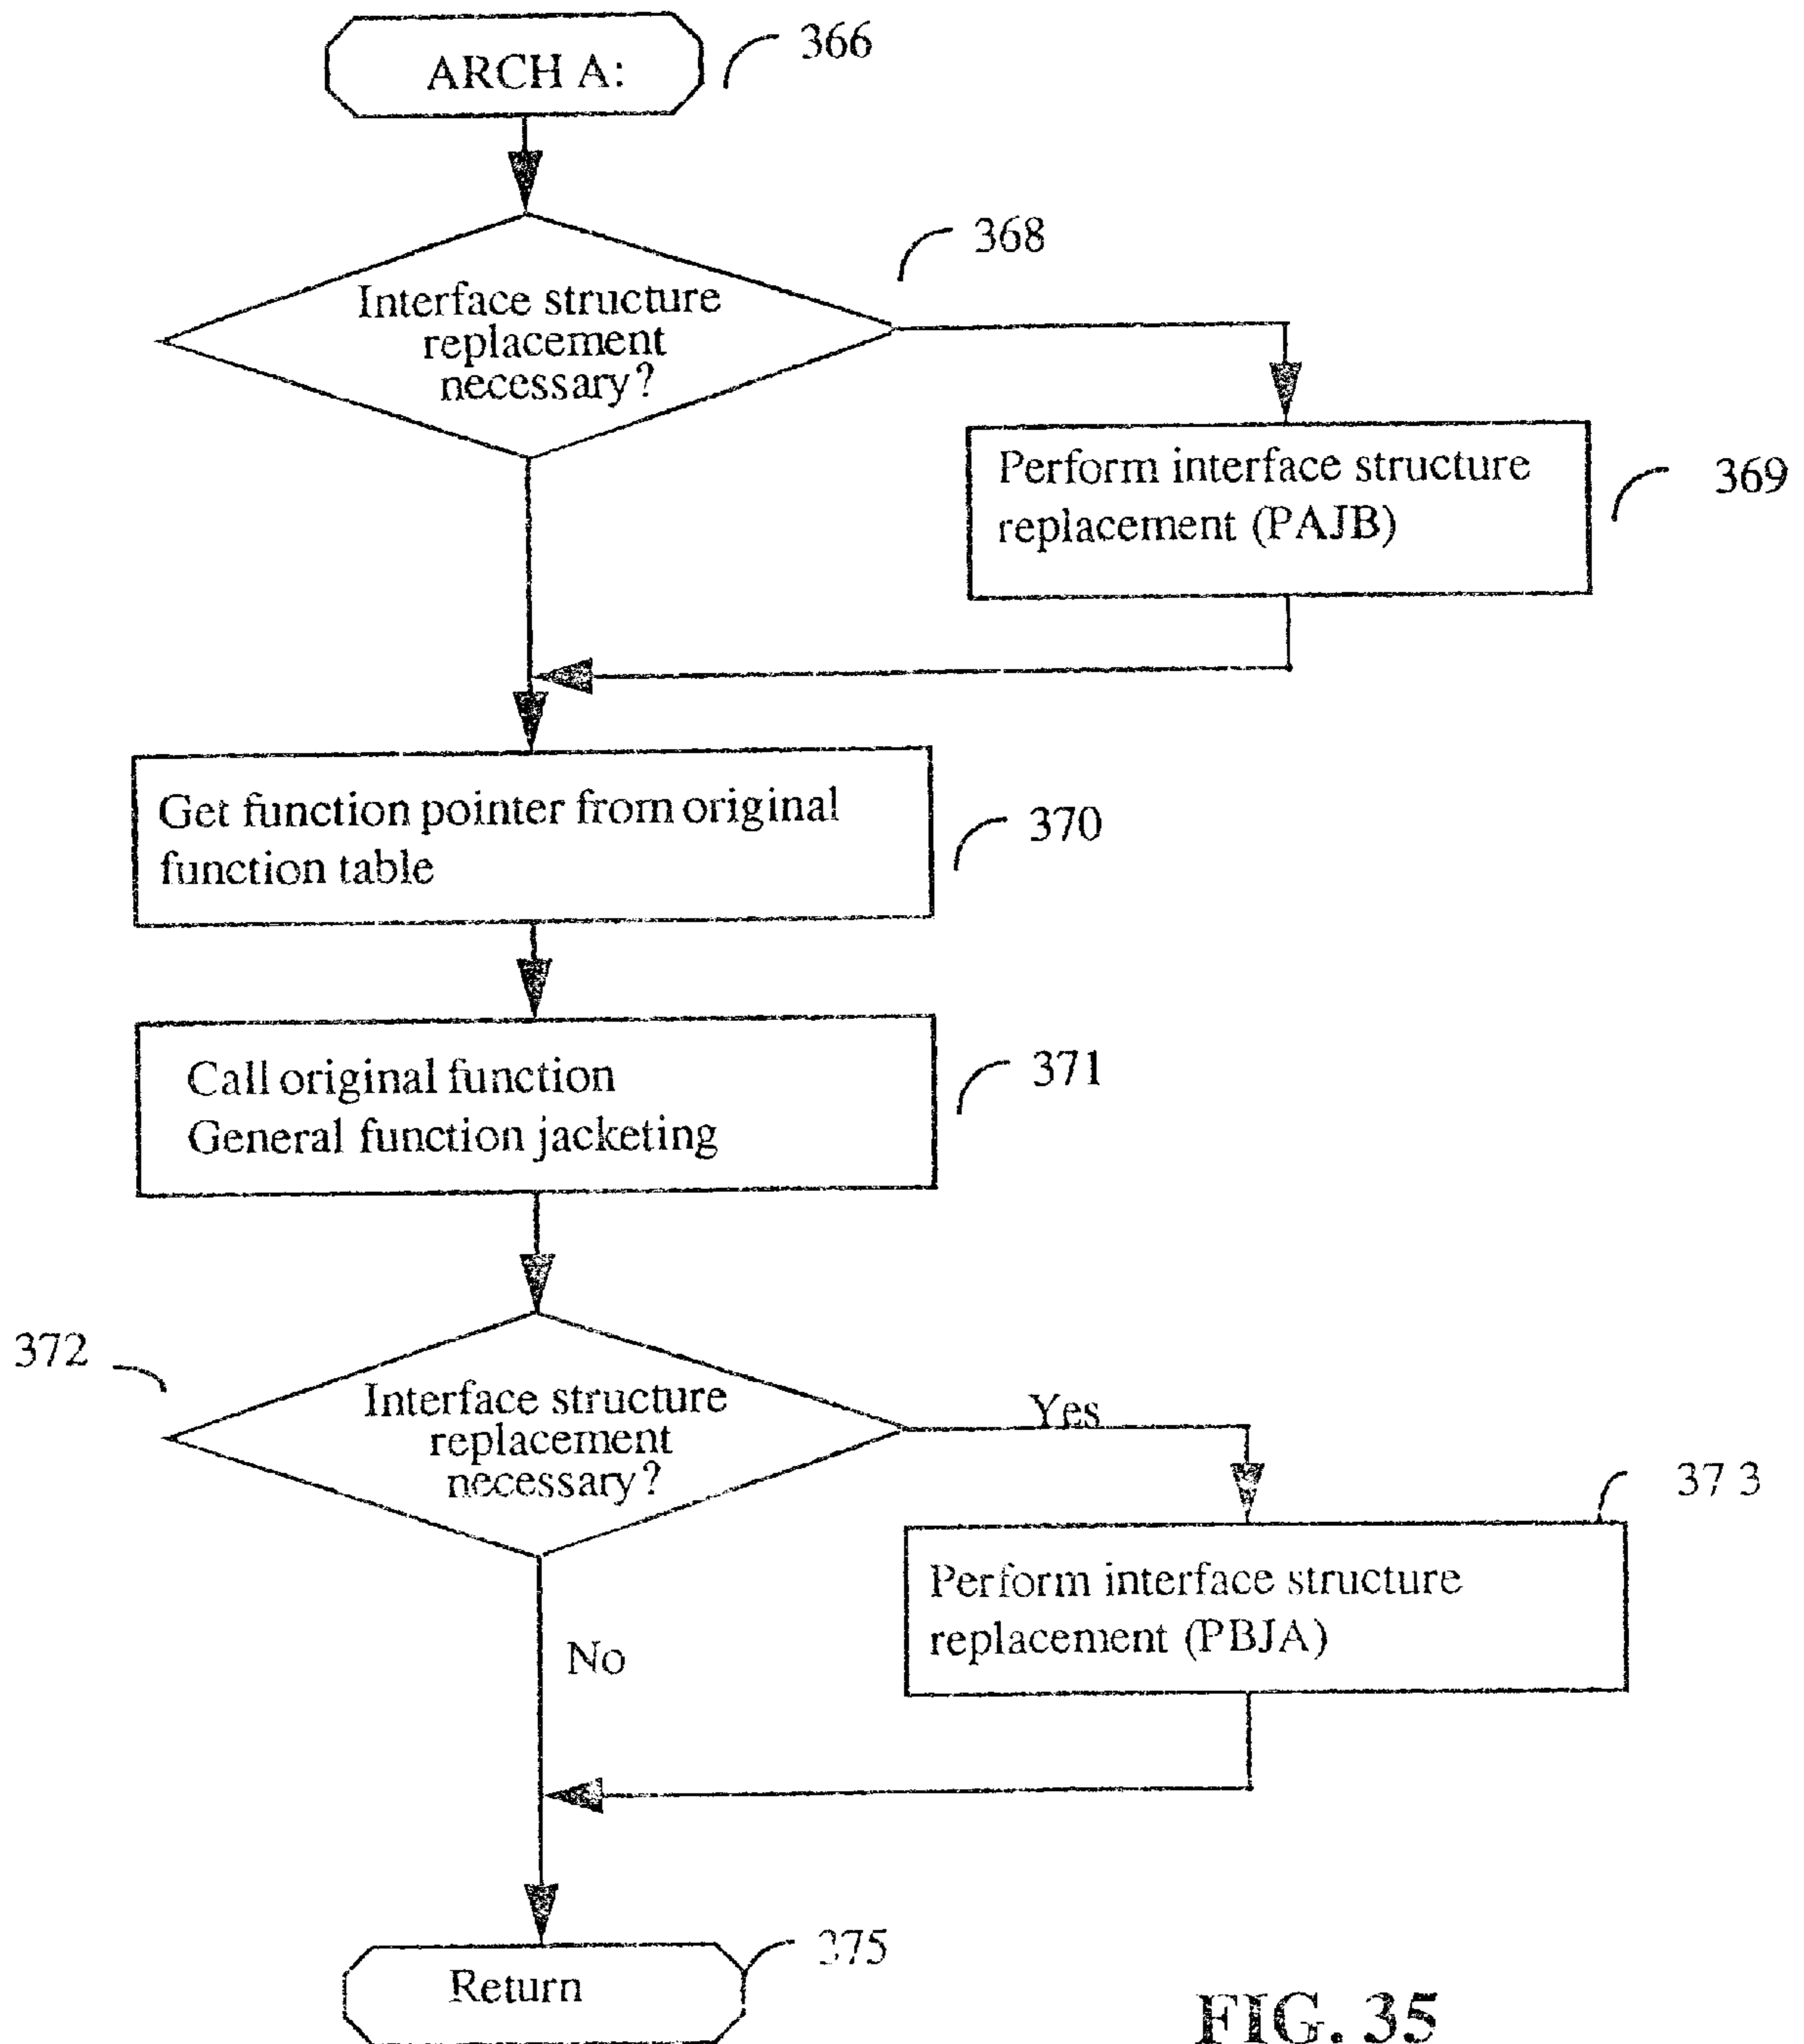 ARCH A:
366
Interface structure
replacement
necessary?
368
Perform interface structure
replacement (PAJB)
369
Get function pointer from original
function table
370
Call original function
General function jacketing
371
372
Interface structure
replacement
necessary?
Yes
37 3
Perform interface structure
replacement (PBJA)
No
Return
375
FIG. 35